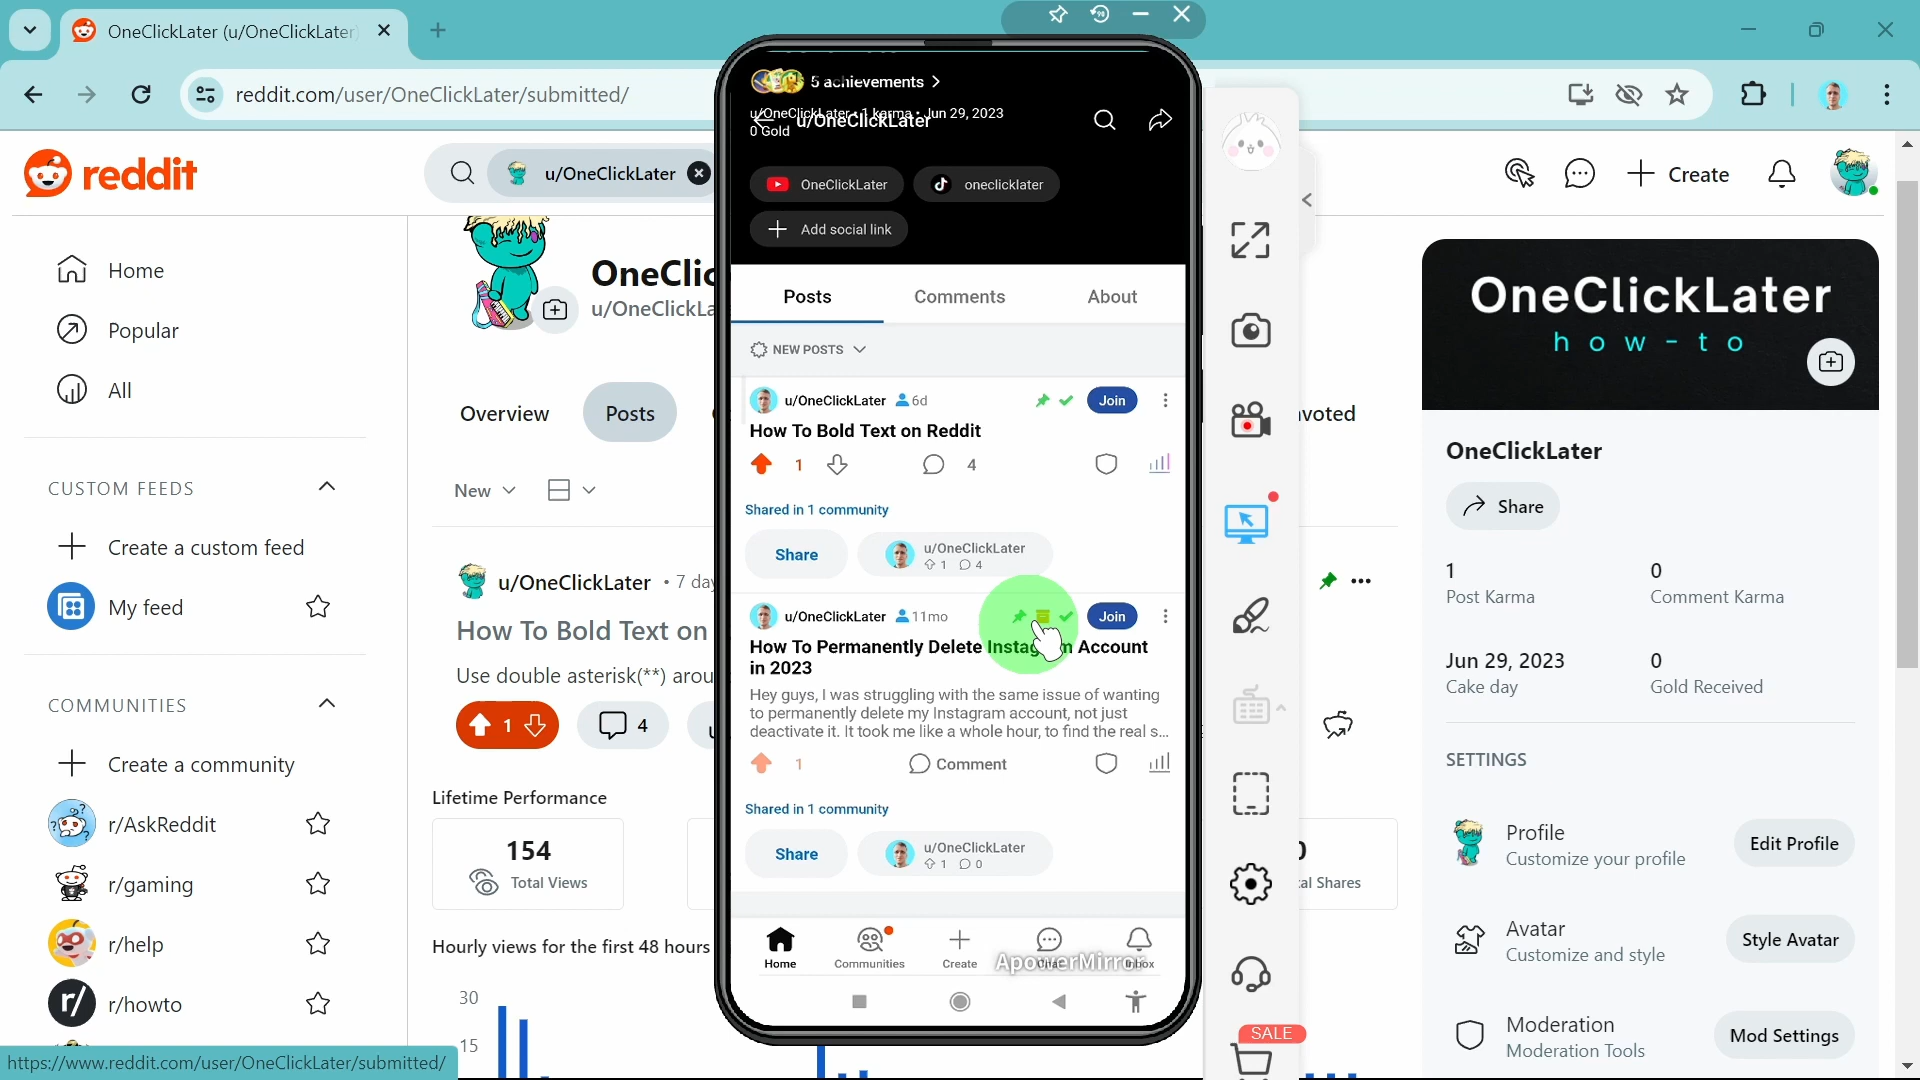 OneClickLater (u/OneClickLater)
reddit.com/user/OneClickLater/submitted/
reddit
u/OneClickLater
Create
Home
Popular
All
CUSTOM FEEDS
Create a custom feed
My feed
COMMUNITIES
Create a community
r/AskReddit
r/gaming
r/help
r/howto
https://www.reddit.com/user/OneClickLater/submitted/
OneClic
u/OneClickLa
Overview
Posts
voted
New
u/OneClickLater • 7 day
How To Bold Text on
Use double asterisk(**) arou
1
4
Lifetime Performance
154
Total Views
al Shares
Hourly views for the first 48 hours
30
15
5 achievements
u/OneClickLater • 1 karma • Jun 29, 2023
0 Gold
u/OneClickLater
OneClickLater
oneclicklater
Add social link
Posts
Comments
About
NEW POSTS
u/OneClickLater 6d
Join
How To Bold Text on Reddit
1
4
Shared in 1 community
Share
u/OneClickLater
1 4
u/OneClickLater 11mo
Join
How To Permanently Delete Instagram Account
in 2023
Hey guys, I was struggling with the same issue of wanting
to permanently delete my Instagram account, not just
deactivate it. It took me like a whole hour, to find the real s...
1
Comment
Shared in 1 community
Share
u/OneClickLater
1 0
Home
Communities
Create
Inbox
ApowerMirror
98
SALE
OneClickLater
how-to
OneClickLater
Share
1
Post Karma
0
Comment Karma
Jun 29, 2023
Cake day
0
Gold Received
SETTINGS
Profile
Customize your profile
Edit Profile
Avatar
Customize and style
Style Avatar
Moderation
Moderation Tools
Mod Settings